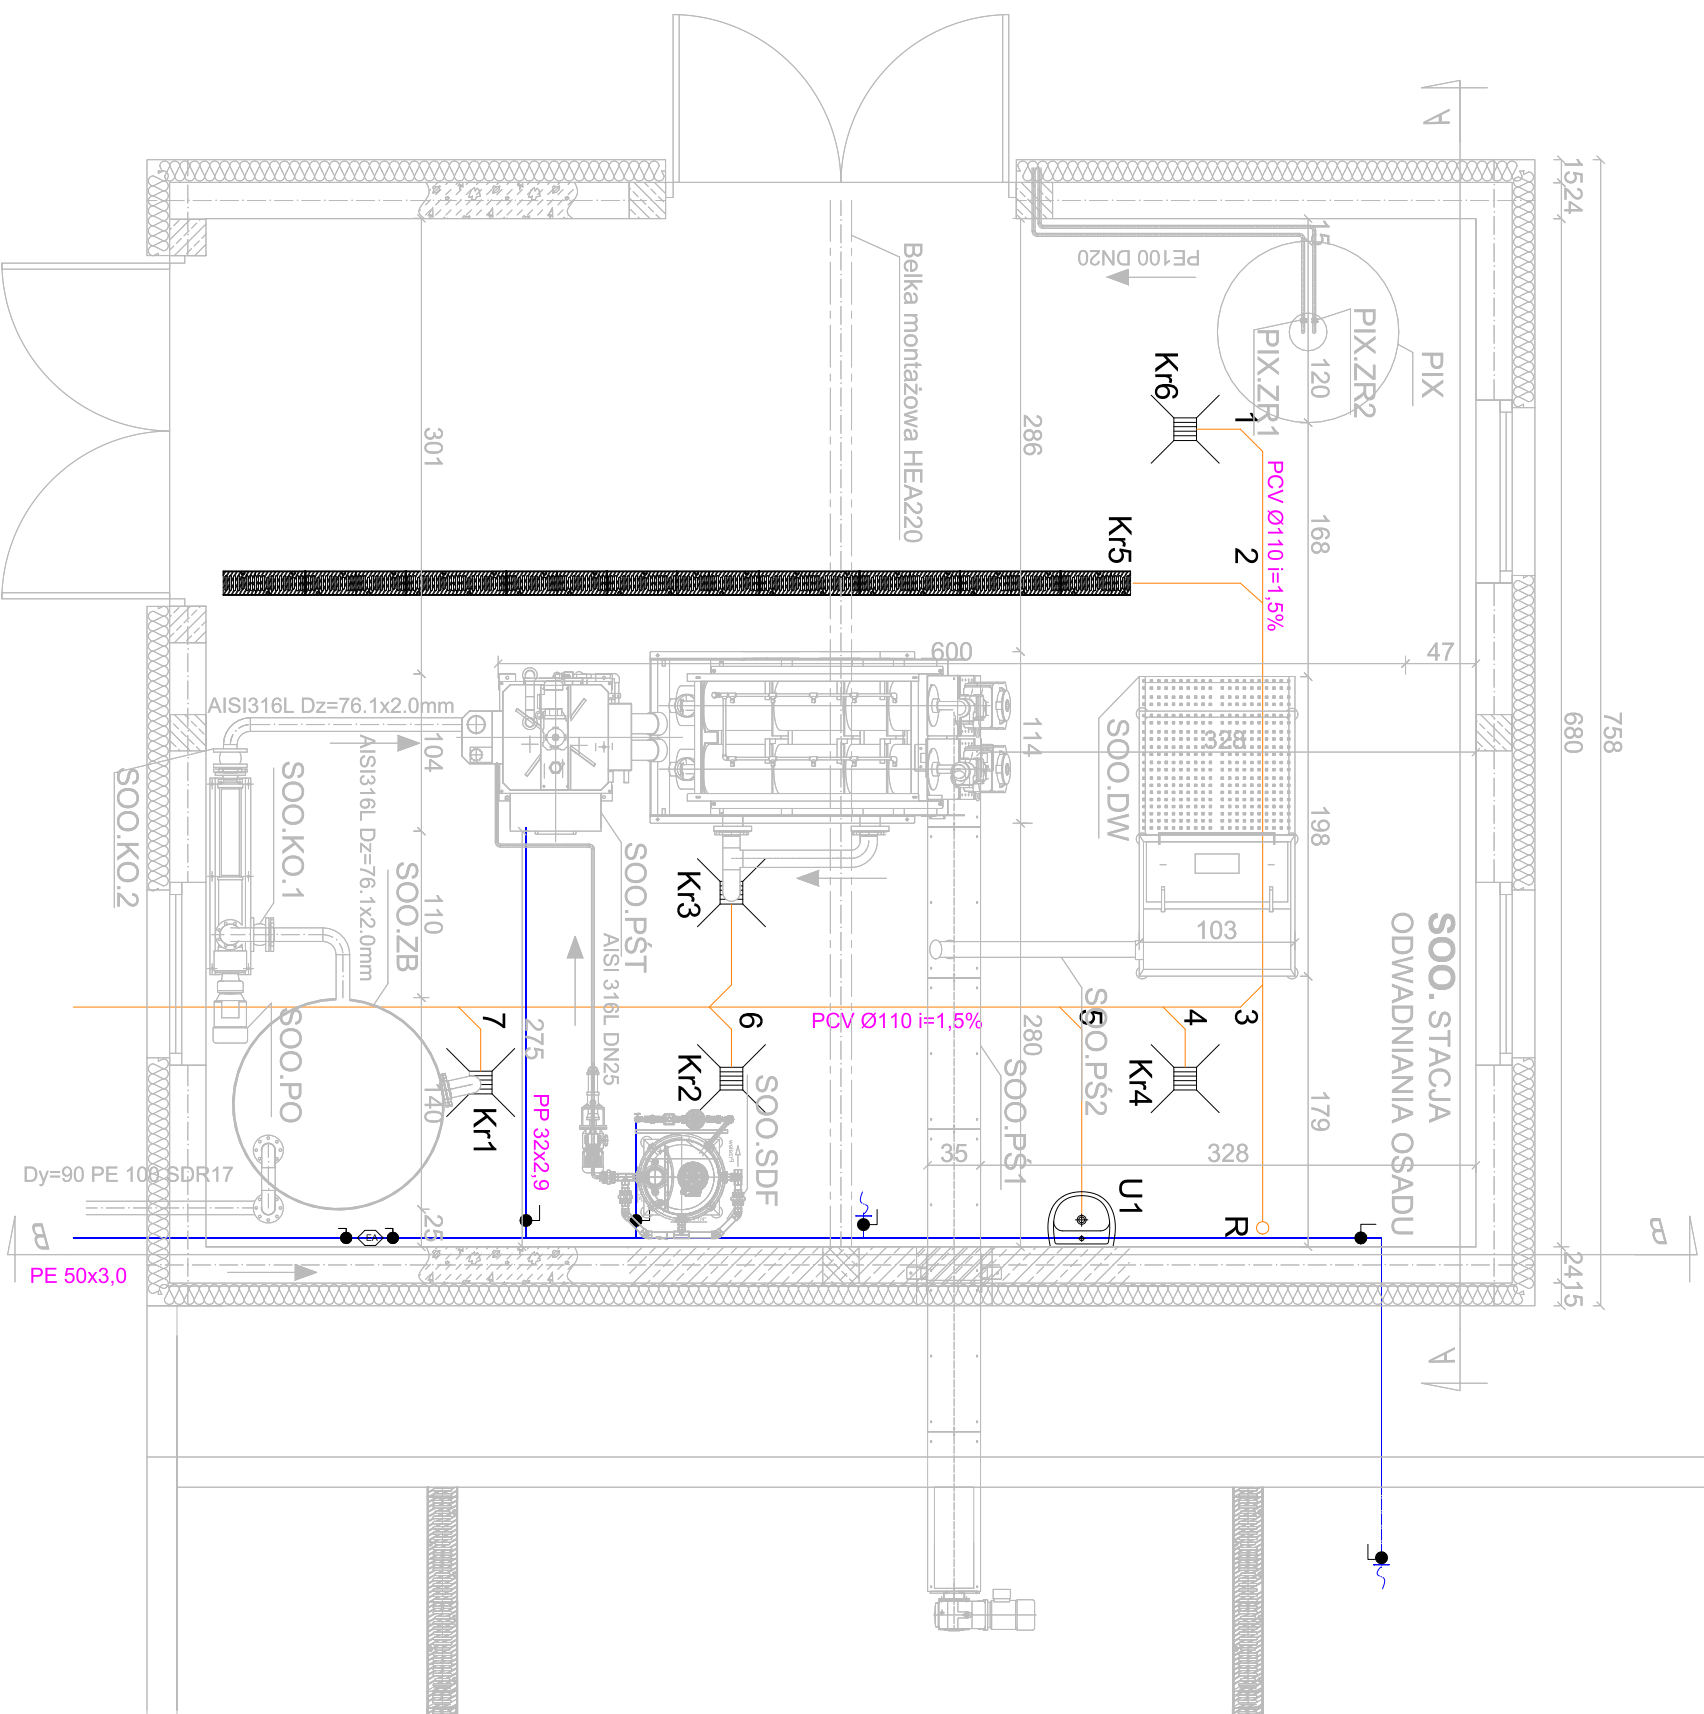 A
1524
15
PE100 DN20
Belka montażowa HEA220
PIX
PIX.ZR2
PIX.ZR1
120
Kr6
1
286
301
PCV Ø110 i=1,5%
168
Kr5
2
600
47
AISI316L Dz=76.1x2.0mm
104
114
SOO.DW
328
680
758
SOO.KO.2
SOO.KO.1
AISI316L Dz=76.1x2.0mm
SOO.ZB
110
SOO.PŚT
Kr3
198
103
SOO. STACJA
ODWADNIANIA OSADU
AISI 316L DN25
SOO.PO
7
275
6
PCV Ø110 i=1,5%
280
5
SOO.PŚ2
4
3
140
Kr1
Kr2
SOO.SDF
SOO.PŚ1
Kr4
179
PP 32x2,9
35
328
Dy=90 PE 100 SDR17
U1
R
B
25
EA
B
PE 50x3,0
2415
A